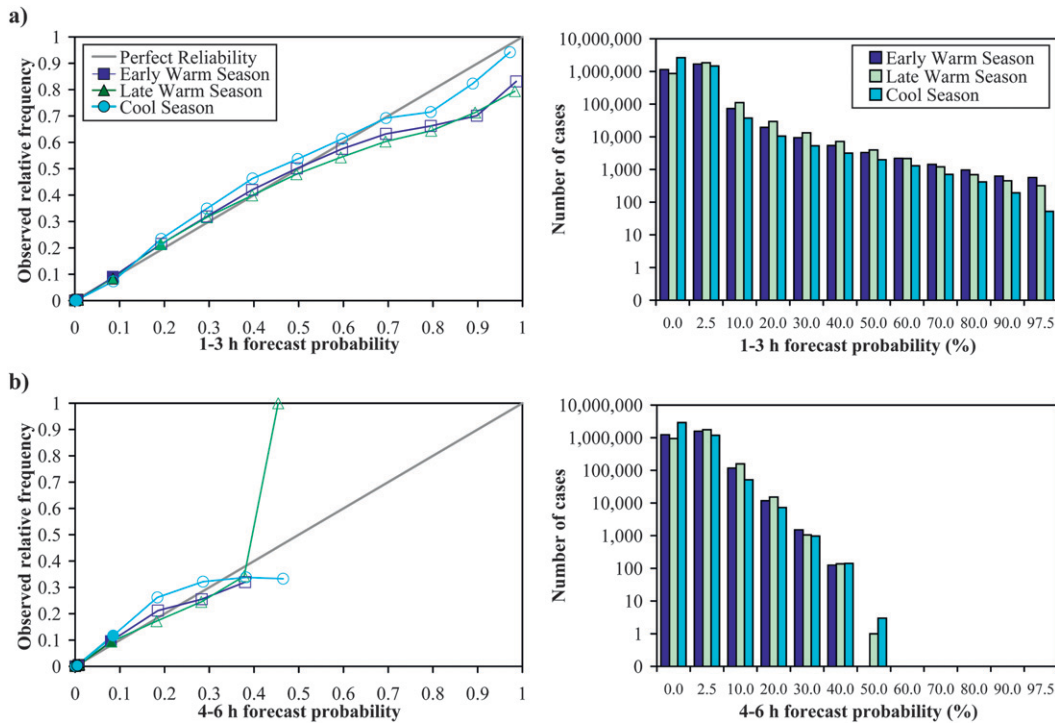 a)
1
0.9
0.8
0.7
0.6
0.5
0.4
0.3
0.2
0.1
0
Observed relative frequency
Perfect Reliability
Early Warm Season
Late Warm Season
Cool Season
0 0.1 0.2 0.3 0.4 0.5 0.6 0.7 0.8 0.9 1
1-3 h forecast probability
10,000,000
1,000,000
100,000
10,000
1,000
100
10
1
0
Number of cases
Early Warm Season
Late Warm Season
Cool Season
0.0 2.5 10.0 20.0 30.0 40.0 50.0 60.0 70.0 80.0 90.0 97.5
1-3 h forecast probability (%)
b)
1
0.9
0.8
0.7
0.6
0.5
0.4
0.3
0.2
0.1
0
Observed relative frequency
0 0.1 0.2 0.3 0.4 0.5 0.6 0.7 0.8 0.9 1
4-6 h forecast probability
10,000,000
1,000,000
100,000
10,000
1,000
100
10
1
0
Number of cases
0.0 2.5 10.0 20.0 30.0 40.0 50.0 60.0 70.0 80.0 90.0 97.5
4-6 h forecast probability (%)